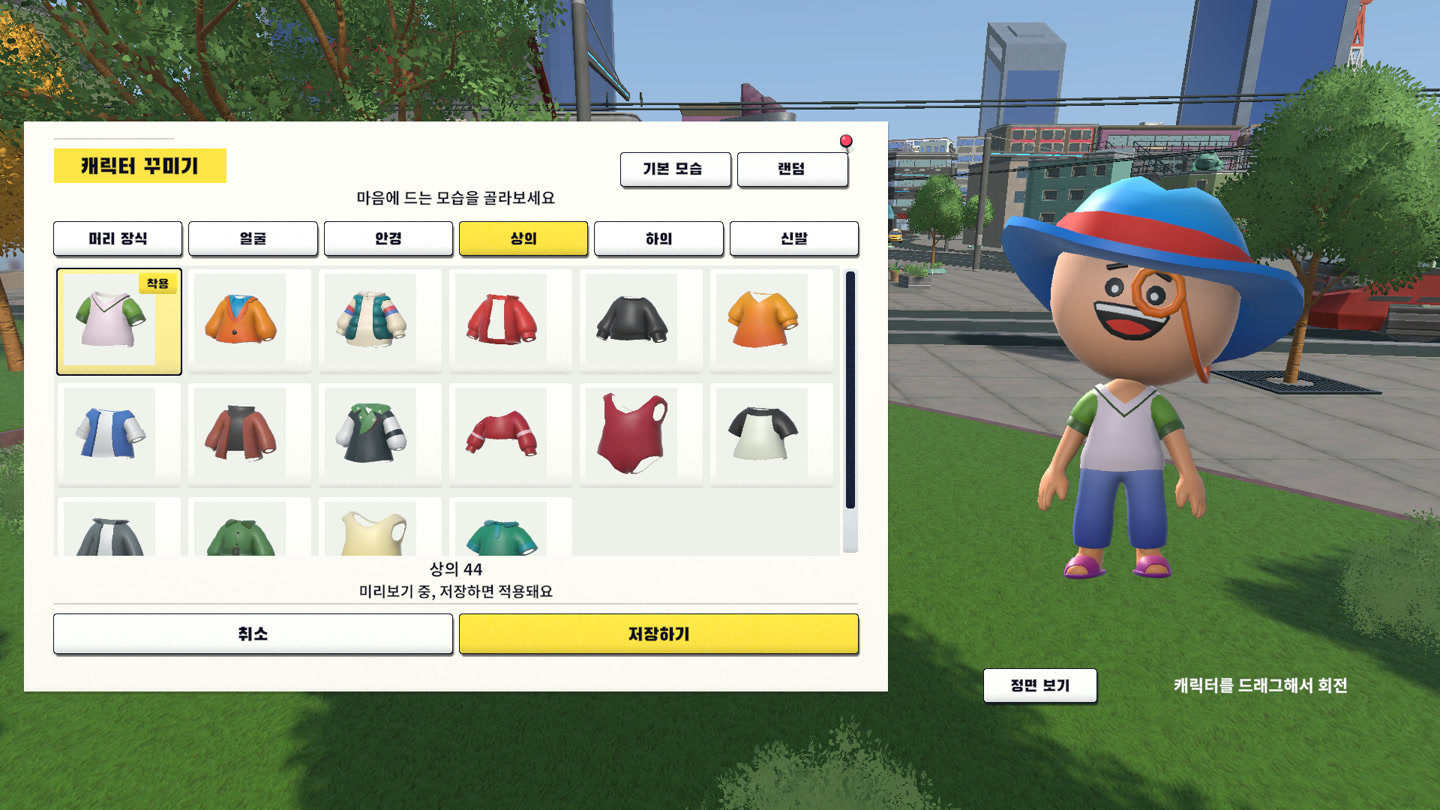 캐릭터 꾸미기
기본 모습
랜덤
마음에 드는 모습을 골라보세요
머리 장식
얼굴
안경
상의
하의
신발
착용
상의 44
미리보기 중, 저장하면 적용돼요
취소
저장하기
정면 보기
캐릭터를 드래그해서 회전